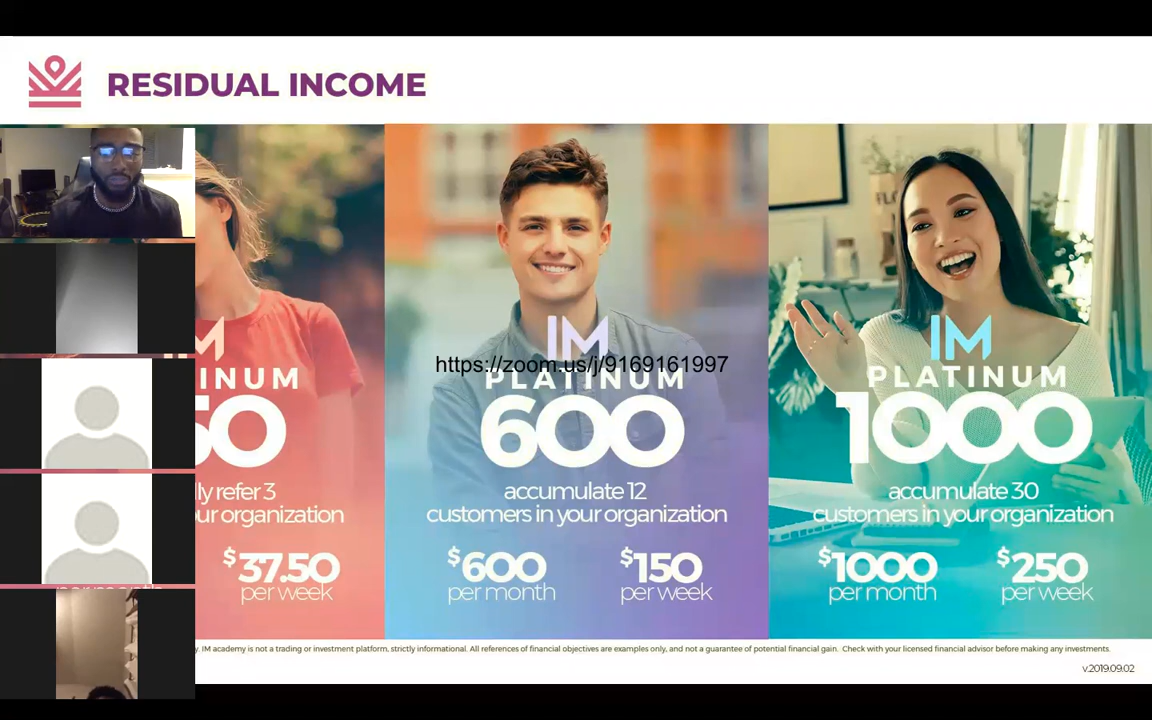 RESIDUAL INCOME
IM
INUM
50
lly refer 3
ur organization
$37.50
per week
IM
https://zoom.us/j/9169161997
PLATINUM
600
accumulate 12
customers in your organization
$600
per month
$150
per week
IM
PLATINUM
1000
accumulate 30
customers in your organization
$1000
per month
$250
per week
y. IM academy is not a trading or investment platform, strictly informational. All references of financial objectives are examples only, and not a guarantee of potential financial gain. Check with your licensed financial advisor before making any investments.
v.2019.09.02